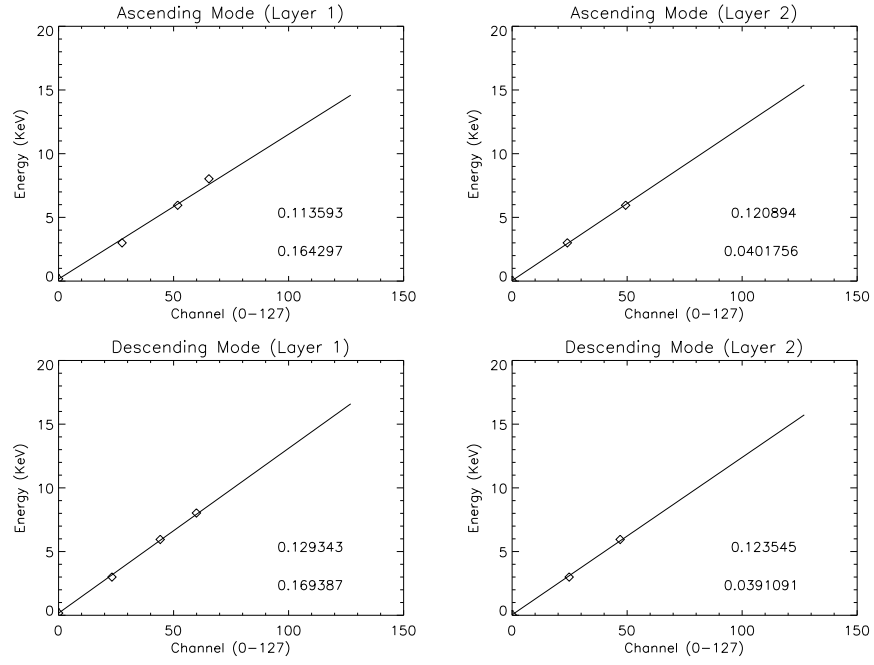 Ascending Mode (Layer 1)
20
15
10
5
0
Energy (KeV)
0.113593
0.164297
0 50 100 150
Channel (0-127)
Ascending Mode (Layer 2)
20
15
10
5
0
Energy (KeV)
0.120894
0.0401756
0 50 100 150
Channel (0-127)
Descending Mode (Layer 1)
20
15
10
5
0
Energy (KeV)
0.129343
0.169387
0 50 100 150
Channel (0-127)
Descending Mode (Layer 2)
20
15
10
5
0
Energy (KeV)
0.123545
0.0391091
0 50 100 150
Channel (0-127)